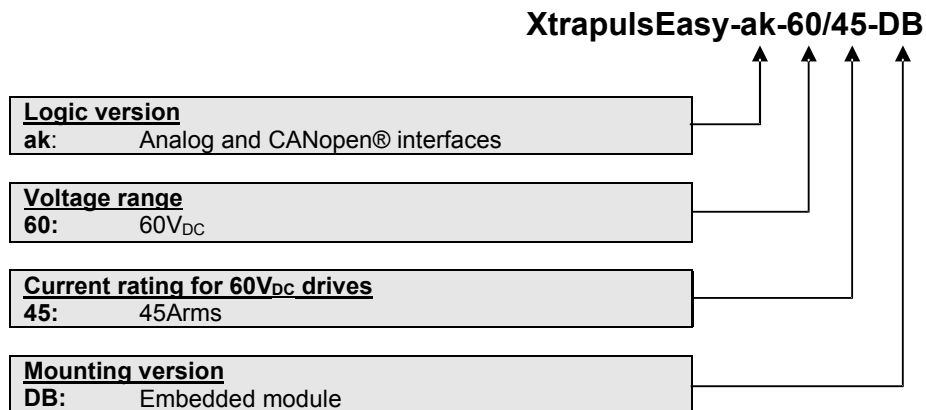 XtrapulsEasy-ak-60/45-DB
Logic version
ak: Analog and CANopen® interfaces
Voltage range
60: 60VDC
Current rating for 60VDC drives
45: 45Arms
Mounting version
DB: Embedded module